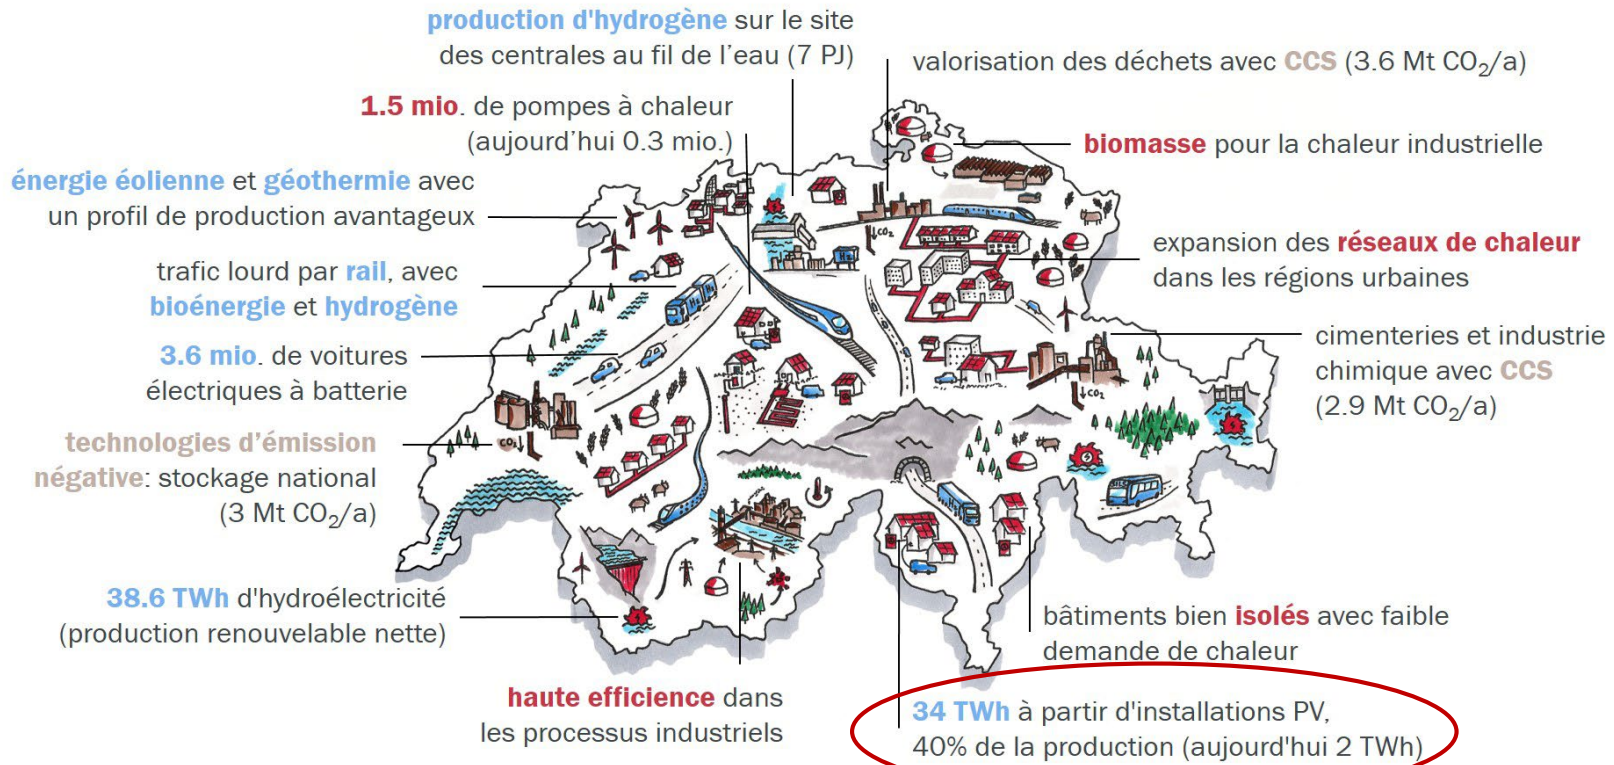 production d'hydrogène sur le site
des centrales au fil de l’eau (7 PJ)
valorisation des déchets avec CCS (3.6 Mt CO₂/a)
1.5 mio. de pompes à chaleur
(aujourd’hui 0.3 mio.)
biomasse pour la chaleur industrielle
énergie éolienne et géothermie avec
un profil de production avantageux
expansion des réseaux de chaleur
dans les régions urbaines
trafic lourd par rail, avec
bioénergie et hydrogène
cimenteries et industrie
chimique avec CCS
(2.9 Mt CO₂/a)
3.6 mio. de voitures
électriques à batterie
technologies d’émission
négative: stockage national
(3 Mt CO₂/a)
38.6 TWh d'hydroélectricité
(production renouvelable nette)
bâtiments bien isolés avec faible
demande de chaleur
haute efficience dans
les processus industriels
34 TWh à partir d'installations PV,
40% de la production (aujourd'hui 2 TWh)
CO₂
H₂
H₂
CO₂
CO₂